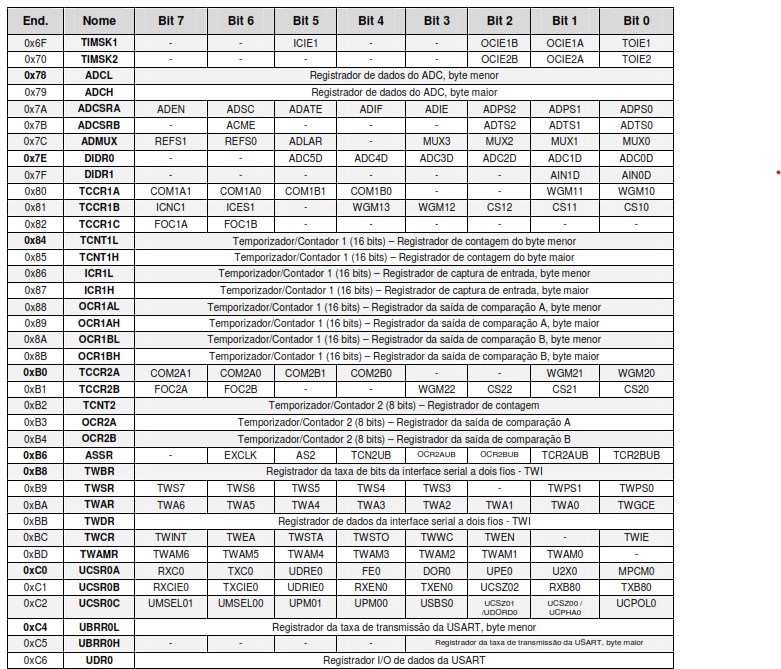 End. Nome Bit 7 Bit 6 Bit 5 Bit 4 Bit 3 Bit 2 Bit 1 Bit 0
0x6F TIMSK1 - - ICIE1 - - OCIE1B OCIE1A TOIE1
0x70 TIMSK2 - - - - - OCIE2B OCIE2A TOIE2
0x78 ADCL Registrador de dados do ADC, byte menor
0x79 ADCH Registrador de dados do ADC, byte maior
0x7A ADCSRA ADEN ADSC ADATE ADIF ADIE ADPS2 ADPS1 ADPS0
0x7B ADCSRB - ACME - - - ADTS2 ADTS1 ADTS0
0x7C ADMUX REFS1 REFS0 ADLAR - MUX3 MUX2 MUX1 MUX0
0x7E DIDR0 - - ADC5D ADC4D ADC3D ADC2D ADC1D ADC0D
0x7F DIDR1 - - - - - - AIN1D AIN0D
0x80 TCCR1A COM1A1 COM1A0 COM1B1 COM1B0 - - WGM11 WGM10
0x81 TCCR1B ICNC1 ICES1 - WGM13 WGM12 CS12 CS11 CS10
0x82 TCCR1C FOC1A FOC1B - - - - - -
0x84 TCNT1L Temporizador/Contador 1 (16 bits) – Registrador de contagem do byte menor
0x85 TCNT1H Temporizador/Contador 1 (16 bits) – Registrador de contagem do byte maior
0x86 ICR1L Temporizador/Contador 1 (16 bits) – Registrador de captura de entrada, byte menor
0x87 ICR1H Temporizador/Contador 1 (16 bits) – Registrador de captura de entrada, byte maior
0x88 OCR1AL Temporizador/Contador 1 (16 bits) – Registrador da saída de comparação A, byte menor
0x89 OCR1AH Temporizador/Contador 1 (16 bits) – Registrador da saída de comparação A, byte maior
0x8A OCR1BL Temporizador/Contador 1 (16 bits) – Registrador da saída de comparação B, byte menor
0x8B OCR1BH Temporizador/Contador 1 (16 bits) – Registrador da saída de comparação B, byte maior
0xB0 TCCR2A COM2A1 COM2A0 COM2B1 COM2B0 - - WGM21 WGM20
0xB1 TCCR2B FOC2A FOC2B - - WGM22 CS22 CS21 CS20
0xB2 TCNT2 Temporizador/Contador 2 (8 bits) – Registrador de contagem
0xB3 OCR2A Temporizador/Contador 2 (8 bits) – Registrador da saída de comparação A
0xB4 OCR2B Temporizador/Contador 2 (8 bits) – Registrador da saída de comparação B
0xB6 ASSR - EXCLK AS2 TCN2UB OCR2AUB OCR2BUB TCR2AUB TCR2BUB
0xB8 TWBR Registrador da taxa de bits da interface serial a dois fios - TWI
0xB9 TWSR TWS7 TWS6 TWS5 TWS4 TWS3 - TWPS1 TWPS0
0xBA TWAR TWA6 TWA5 TWA4 TWA3 TWA2 TWA1 TWA0 TWGCE
0xBB TWDR Registrador de dados da interface serial a dois fios - TWI
0xBC TWCR TWINT TWEA TWSTA TWSTO TWWC TWEN - TWIE
0xBD TWAMR TWAM6 TWAM5 TWAM4 TWAM3 TWAM2 TWAM1 TWAM0 -
0xC0 UCSR0A RXC0 TXC0 UDRE0 FE0 DOR0 UPE0 U2X0 MPCM0
0xC1 UCSR0B RXCIE0 TXCIE0 UDRIE0 RXEN0 TXEN0 UCSZ02 RXB80 TXB80
0xC2 UCSR0C UMSEL01 UMSEL00 UPM01 UPM00 USBS0 UCSZ01 /UDORD0 UCSZ00 / UCPHA0 UCPOL0
0xC4 UBRR0L Registrador da taxa de transmissão da USART, byte menor
0xC5 UBRR0H - - - - Registrador da taxa de transmissão da USART, byte maior
0xC6 UDR0 Registrador I/O de dados da USART